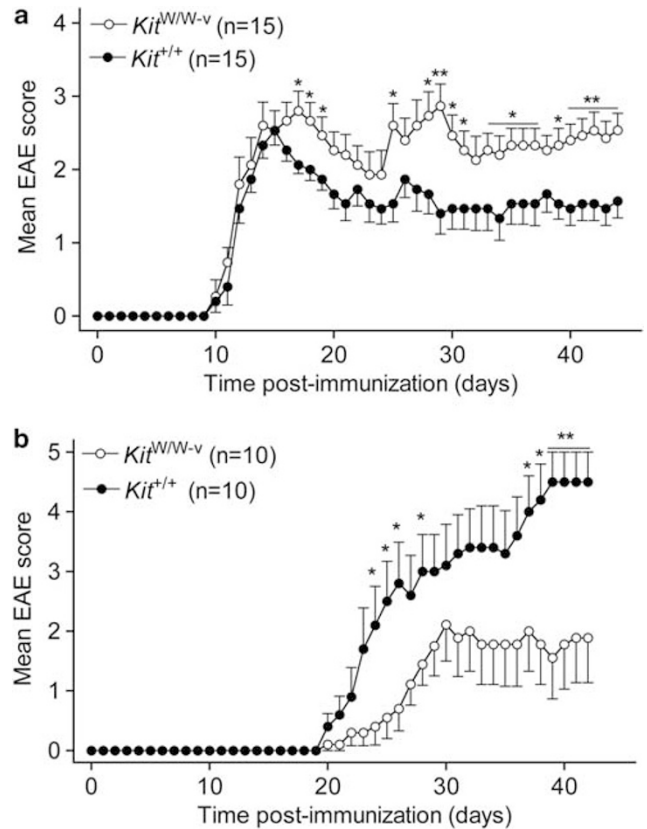 a
Kit^W/W-v (n=15)
Kit^+/+ (n=15)
4
3
2
1
0
Mean EAE score
* * * * * ** * * * * **
0 10 20 30 40
Time post-immunization (days)
b
Kit^W/W-v (n=10)
Kit^+/+ (n=10)
5
4
3
2
1
0
Mean EAE score
* * * * * * **
0 10 20 30 40
Time post-immunization (days)